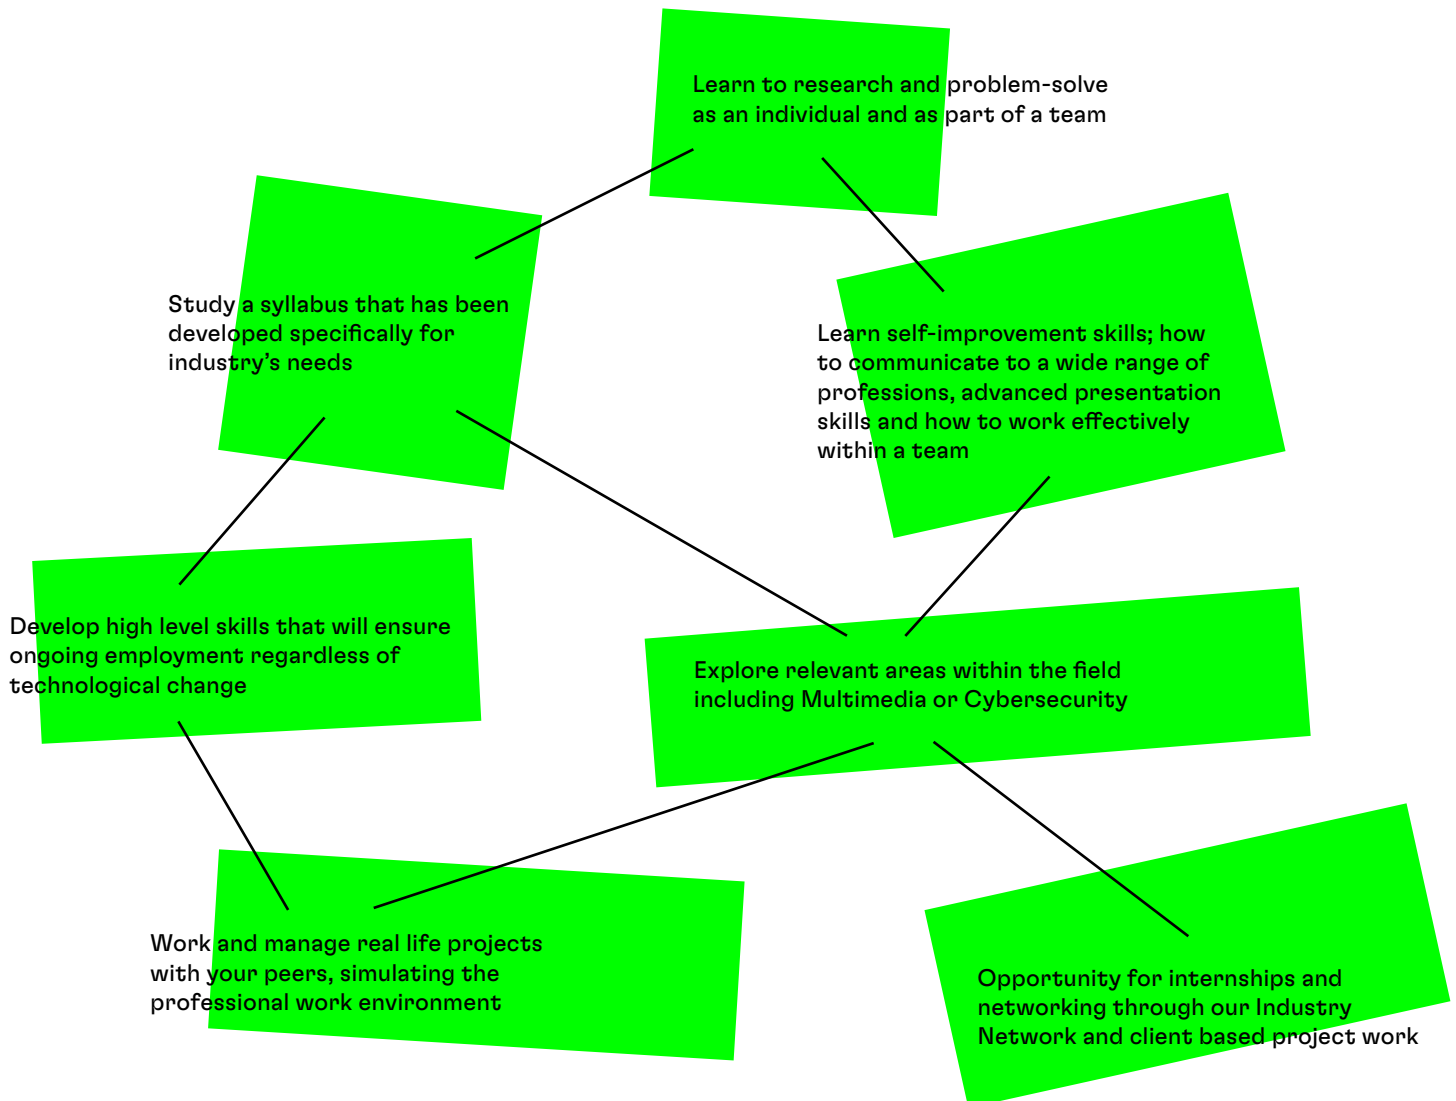 Learn to research and problem-solve
as an individual and as part of a team
Study a syllabus that has been
developed specifically for
industry’s needs
Learn self-improvement skills; how
to communicate to a wide range of
professions, advanced presentation
skills and how to work effectively
within a team
Develop high level skills that will ensure
ongoing employment regardless of
technological change
Explore relevant areas within the field
including Multimedia or Cybersecurity
Work and manage real life projects
with your peers, simulating the
professional work environment
Opportunity for internships and
networking through our Industry
Network and client based project work